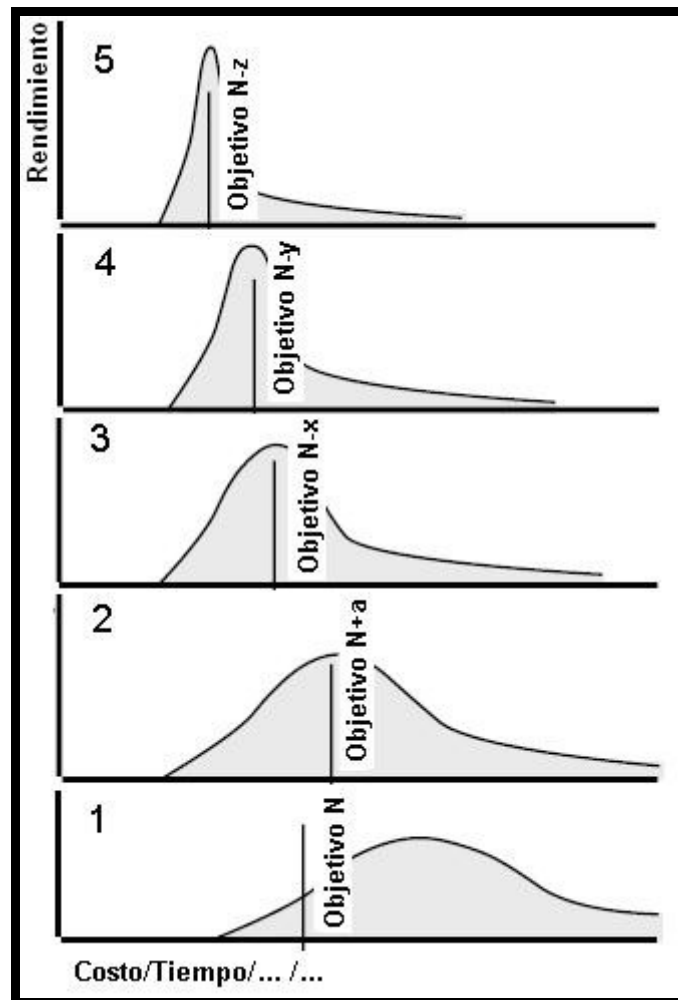 Rendimiento
5
Objetivo N-z
4
Objetivo N-y
3
Objetivo N-x
2
Objetivo N+a
1
Objetivo N
Costo/Tiempo/... /...